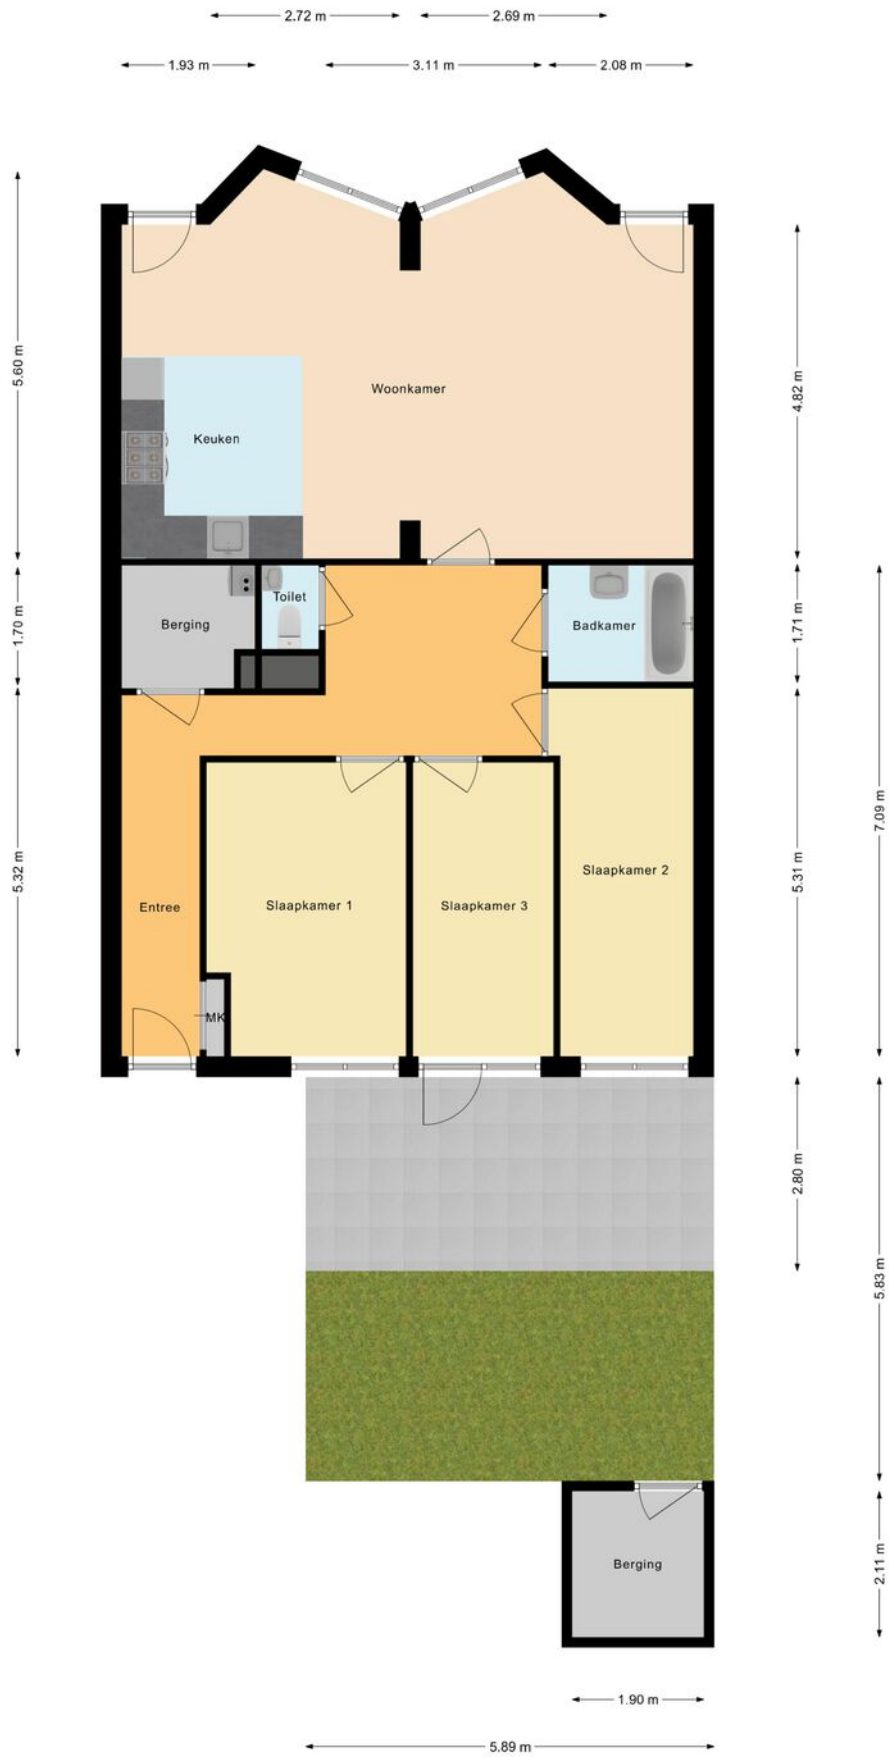 2.72 m
2.69 m
1.93 m
3.11 m
2.08 m
5.60 m
4.82 m
Woonkamer
Keuken
Toilet
Berging
Badkamer
1.70 m
1.71 m
7.09 m
5.32 m
5.31 m
Slaapkamer 2
Entree
Slaapkamer 1
Slaapkamer 3
MK
2.80 m
5.83 m
Berging
2.11 m
1.90 m
5.89 m